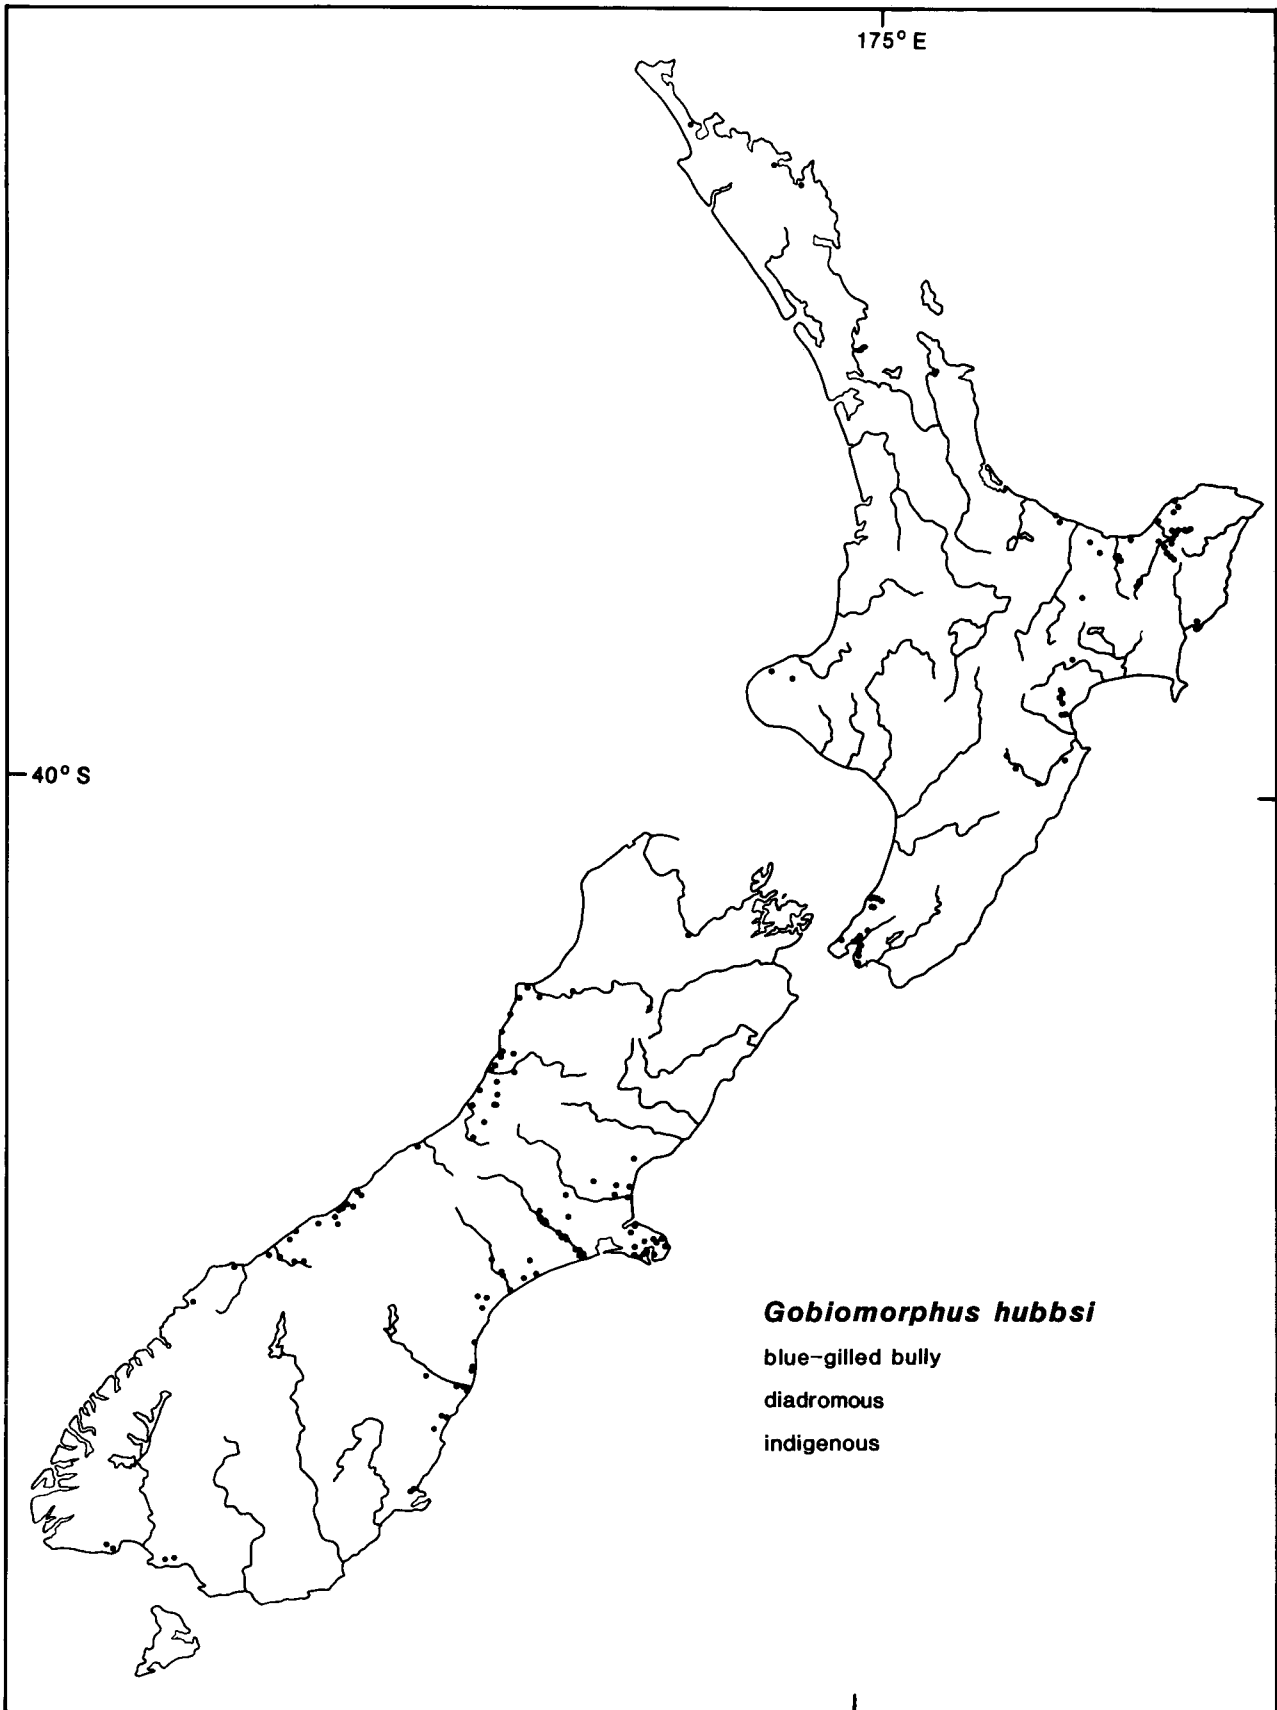 175° E
40° S
Gobiomorphus hubbsi
blue-gilled bully
diadromous
indigenous